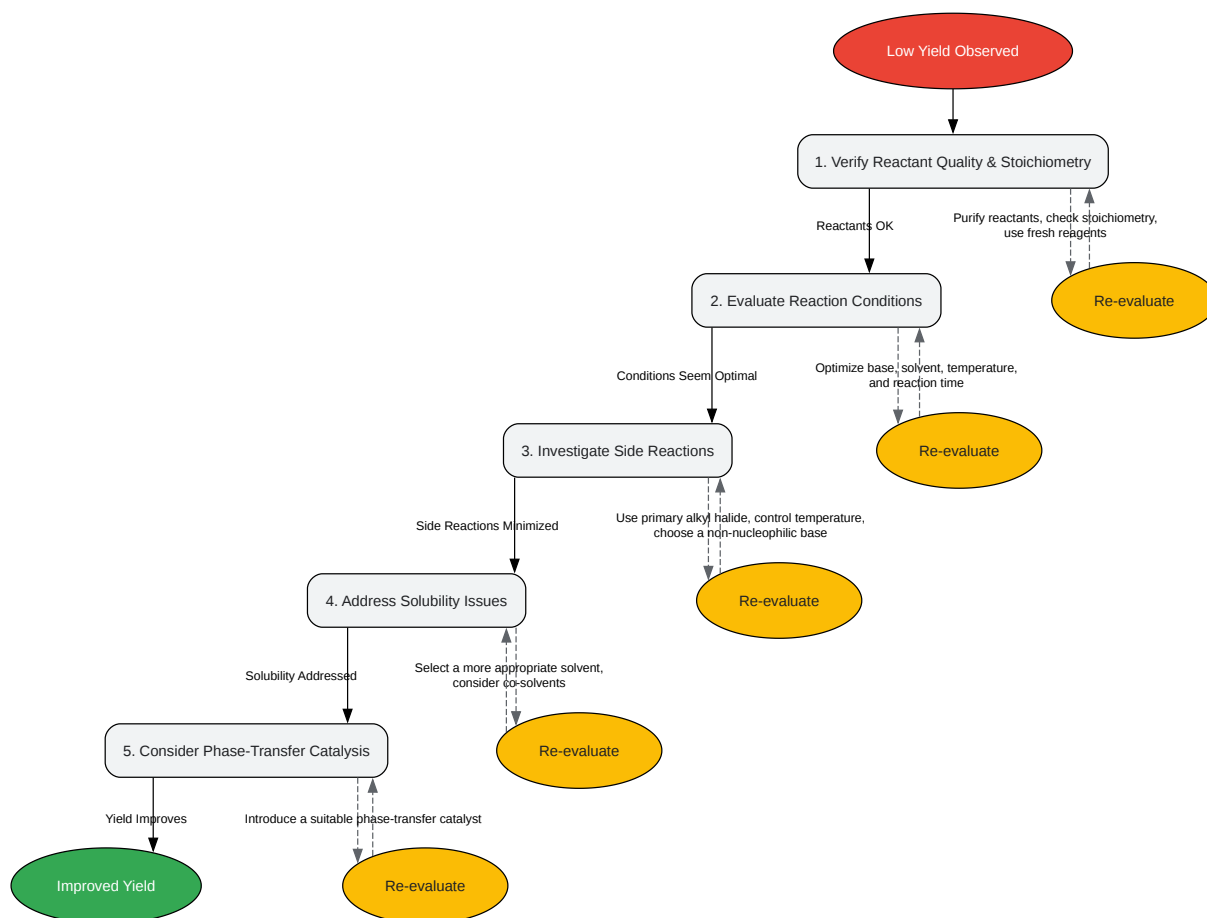 Low Yield Observed
1. Verify Reactant Quality & Stoichiometry
Reactants OK
Purify reactants, check stoichiometry,
use fresh reagents
2. Evaluate Reaction Conditions
Re-evaluate
Conditions Seem Optimal
Optimize base, solvent, temperature,
and reaction time
3. Investigate Side Reactions
Re-evaluate
Side Reactions Minimized
Use primary alkyl halide, control temperature,
choose a non-nucleophilic base
4. Address Solubility Issues
Re-evaluate
Solubility Addressed
Select a more appropriate solvent,
consider co-solvents
5. Consider Phase-Transfer Catalysis
Re-evaluate
Yield Improves
Introduce a suitable phase-transfer catalyst
Improved Yield
Re-evaluate